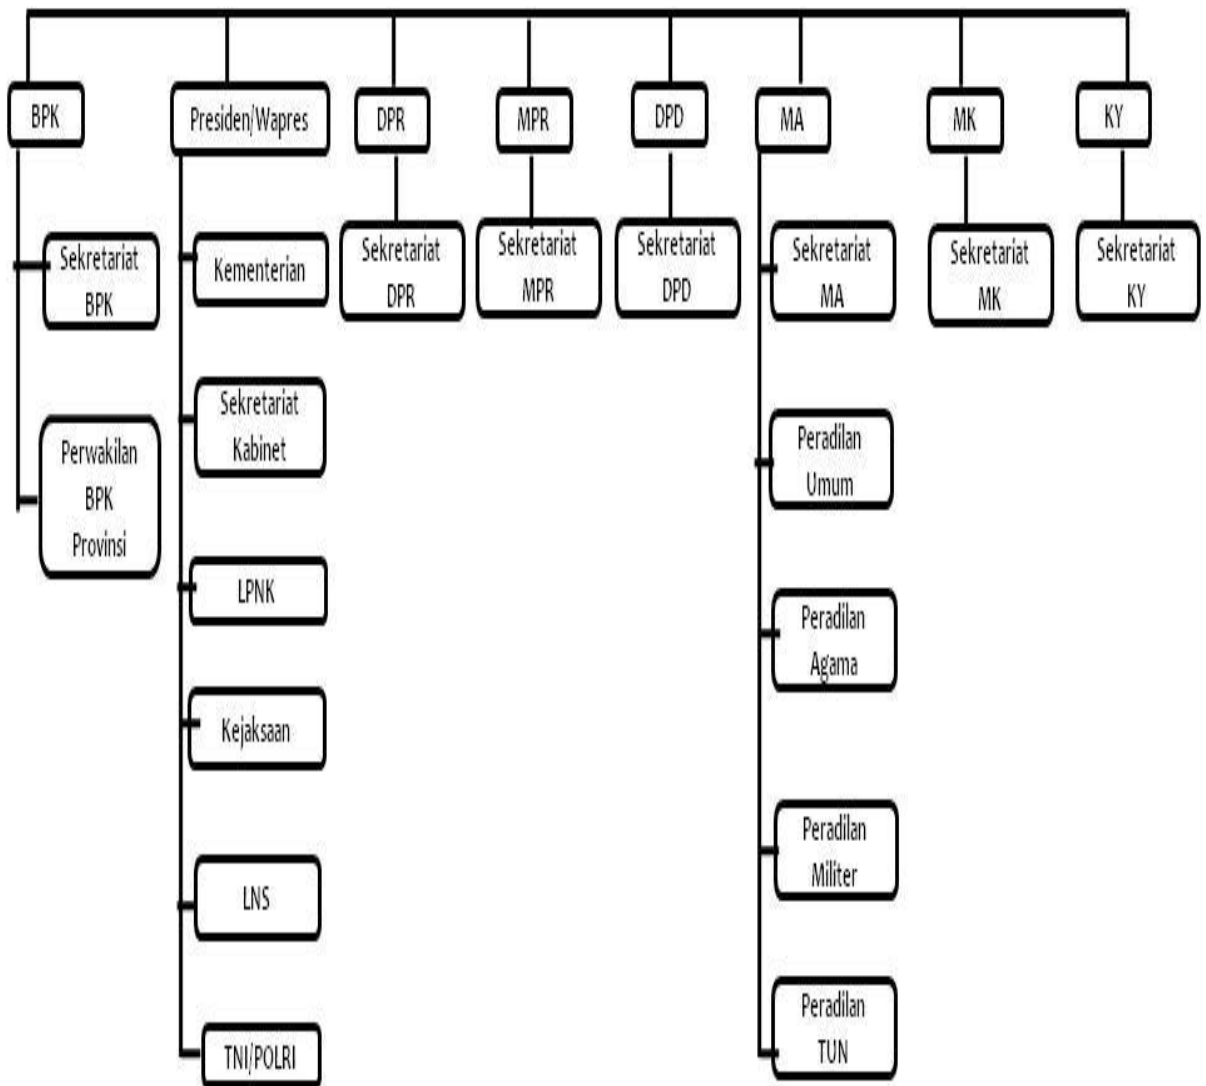 BPK
Presiden/Wapres
DPR
MPR
DPD
MA
MK
KY
Sekretariat
BPK
Kementerian
Sekretariat
DPR
Sekretariat
MPR
Sekretariat
DPD
Sekretariat
MA
Sekretariat
MK
Sekretariat
KY
Perwakilan
BPK
Provinsi
Sekretariat
Kabinet
Peradilan
Umum
LPNK
Peradilan
Agama
Kejaksaan
Peradilan
Militer
LNS
Peradilan
TUN
TNI/POLRI